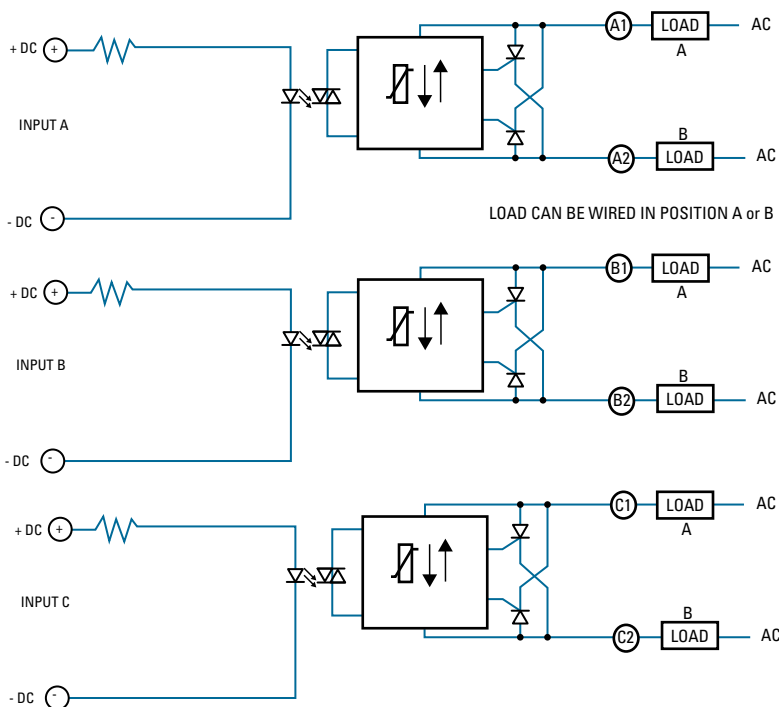 A1 LOAD AC
+ DC + A
INPUT A
B
A2 LOAD AC
- DC -
LOAD CAN BE WIRED IN POSITION A or B
B1 LOAD AC
+ DC + A
INPUT B
B
B2 LOAD AC
- DC -
C1 LOAD AC
+ DC + A
INPUT C
B
C2 LOAD AC
- DC -